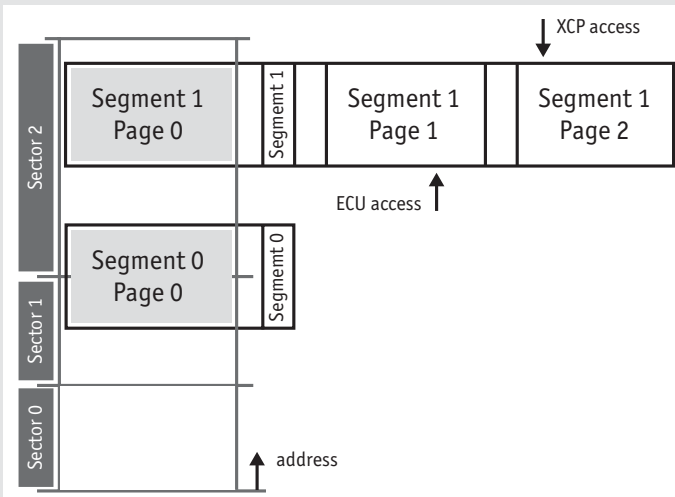 XCP access
Sector 2
Segment 1
Page 0
Segmemt 1
Segment 1
Page 1
Segment 1
Page 2
ECU access
Segment 0
Page 0
Segmemt 0
Sector 1
Sector 0
address